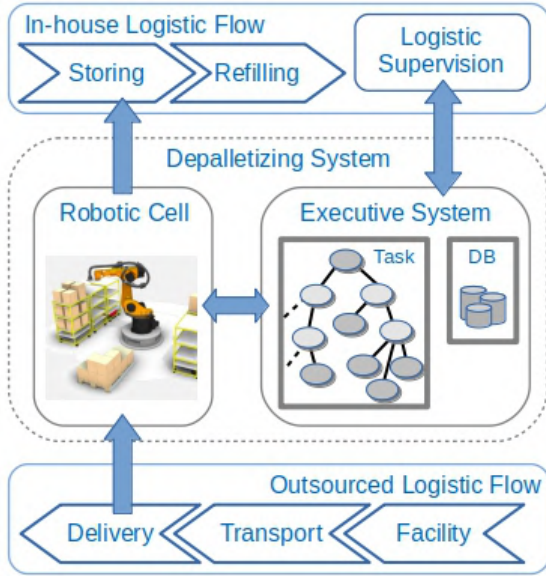 In-house Logistic Flow
Storing
Refilling
Logistic
Supervision
Depalletizing System
Robotic Cell
Executive System
Task
DB
Outsourced Logistic Flow
Delivery
Transport
Facility